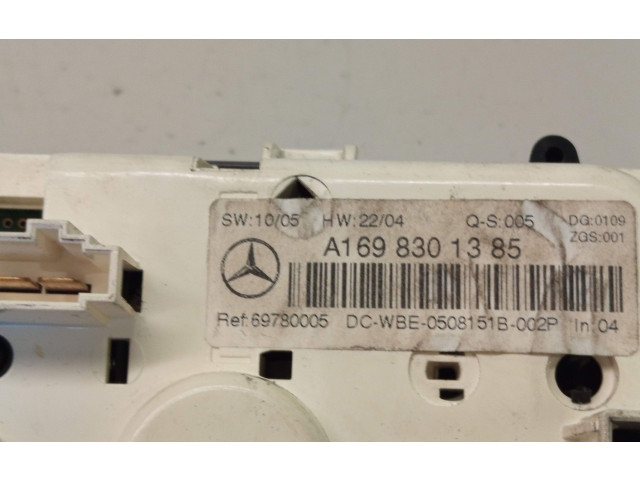 SW:10/05 HW:22/04 Q-S:005 DG:0109
ZGS:001
A169 830 13 85
Ref:69780005 DC-WBE-0508151B-002P In:04